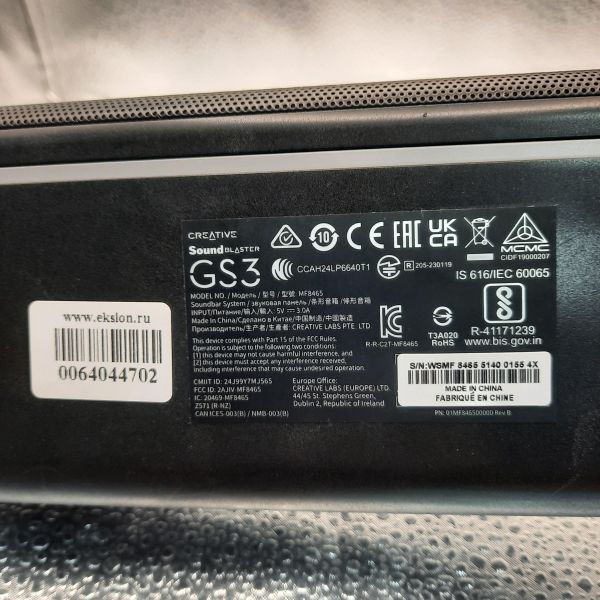 CREATIVE
Sound BLASTER
GS3
10
CE EAC UK CA
MCMC
CIDF19000207
CCAH24LP6640T1
R 205-230119
IS 616/IEC 60065
MODEL NO. / Модель / 型号 / 型號: MF8465
Soundbar System / звуковая панель / 条形音箱 / 條形音箱
INPUT/Питание/输入/輸入: 5V ⎓ 3.0A
Made in China/Сделано в Китае/中国制造/中國製造
Производитель/生产者/生產者: CREATIVE LABS PTE. LTD
R-R-C2T-MF8465
T3A020
RoHS
R-41171239
www.bis.gov.in
This device complies with Part 15 of the FCC Rules.
Operation is subject to the following two conditions:
(1) this device may not cause harmful interference, and
(2) this device must accept any interference received,
including interference that may cause undesired operation.
CMIIT ID: 24J99Y7MJ565
FCC ID: 2AJIV-MF8465
IC: 20469-MF8465
Z571 (R-NZ)
CAN ICES-003(B) / NMB-003(B)
Europe Office:
CREATIVE LABS (EUROPE) LTD.
44/45 St. Stephens Green,
Dublin 2, Republic of Ireland.
S/N:WSMF 8465 5140 0155 4X
MADE IN CHINA
FABRIQUÉ EN CHINE
PN: 01MF846500000 Rev B
www.eksion.ru
0064044702